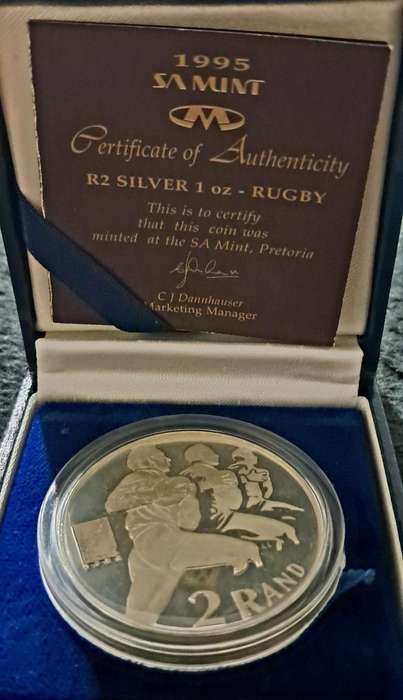 1995
SA MINT
Certificate of Authenticity
R2 SILVER 1 oz - RUGBY
This is to certify
that this coin was
minted at the SA Mint, Pretoria
C J Dannhauser
Marketing Manager
2 RAND